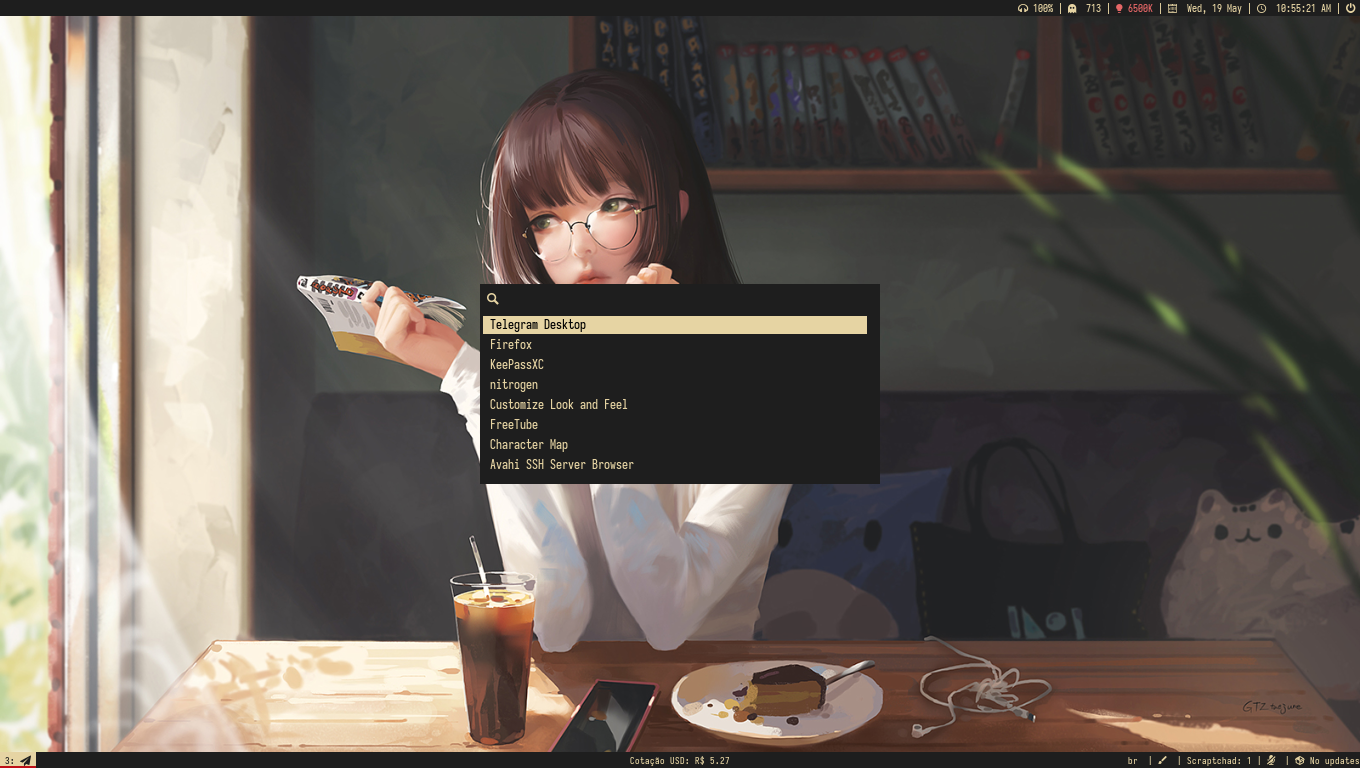 100% | 713 | 6500K | Wed, 19 May | 10:55:21 AM |
Telegram Desktop
Firefox
KeePassXC
nitrogen
Customize Look and Feel
FreeTube
Character Map
Avahi SSH Server Browser
GTZ
3:
Cotação USD: R$ 5.27
br | | Scraptchad: 1 | | No updates